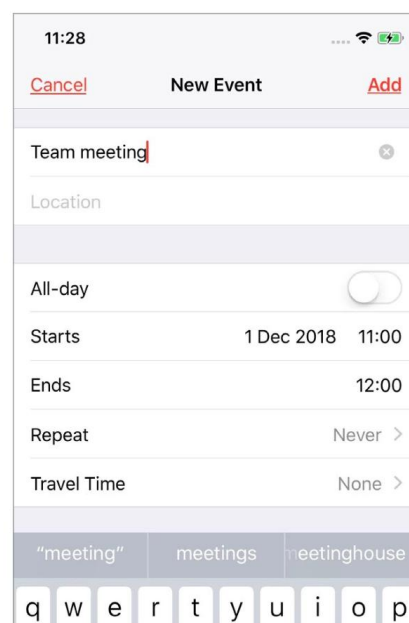 11:28
Cancel New Event Add
Team meeting
Location
All-day
Starts 1 Dec 2018 11:00
Ends 12:00
Repeat Never
Travel Time None
"meeting" meetings meetinghouse
q w e r t y u i o p